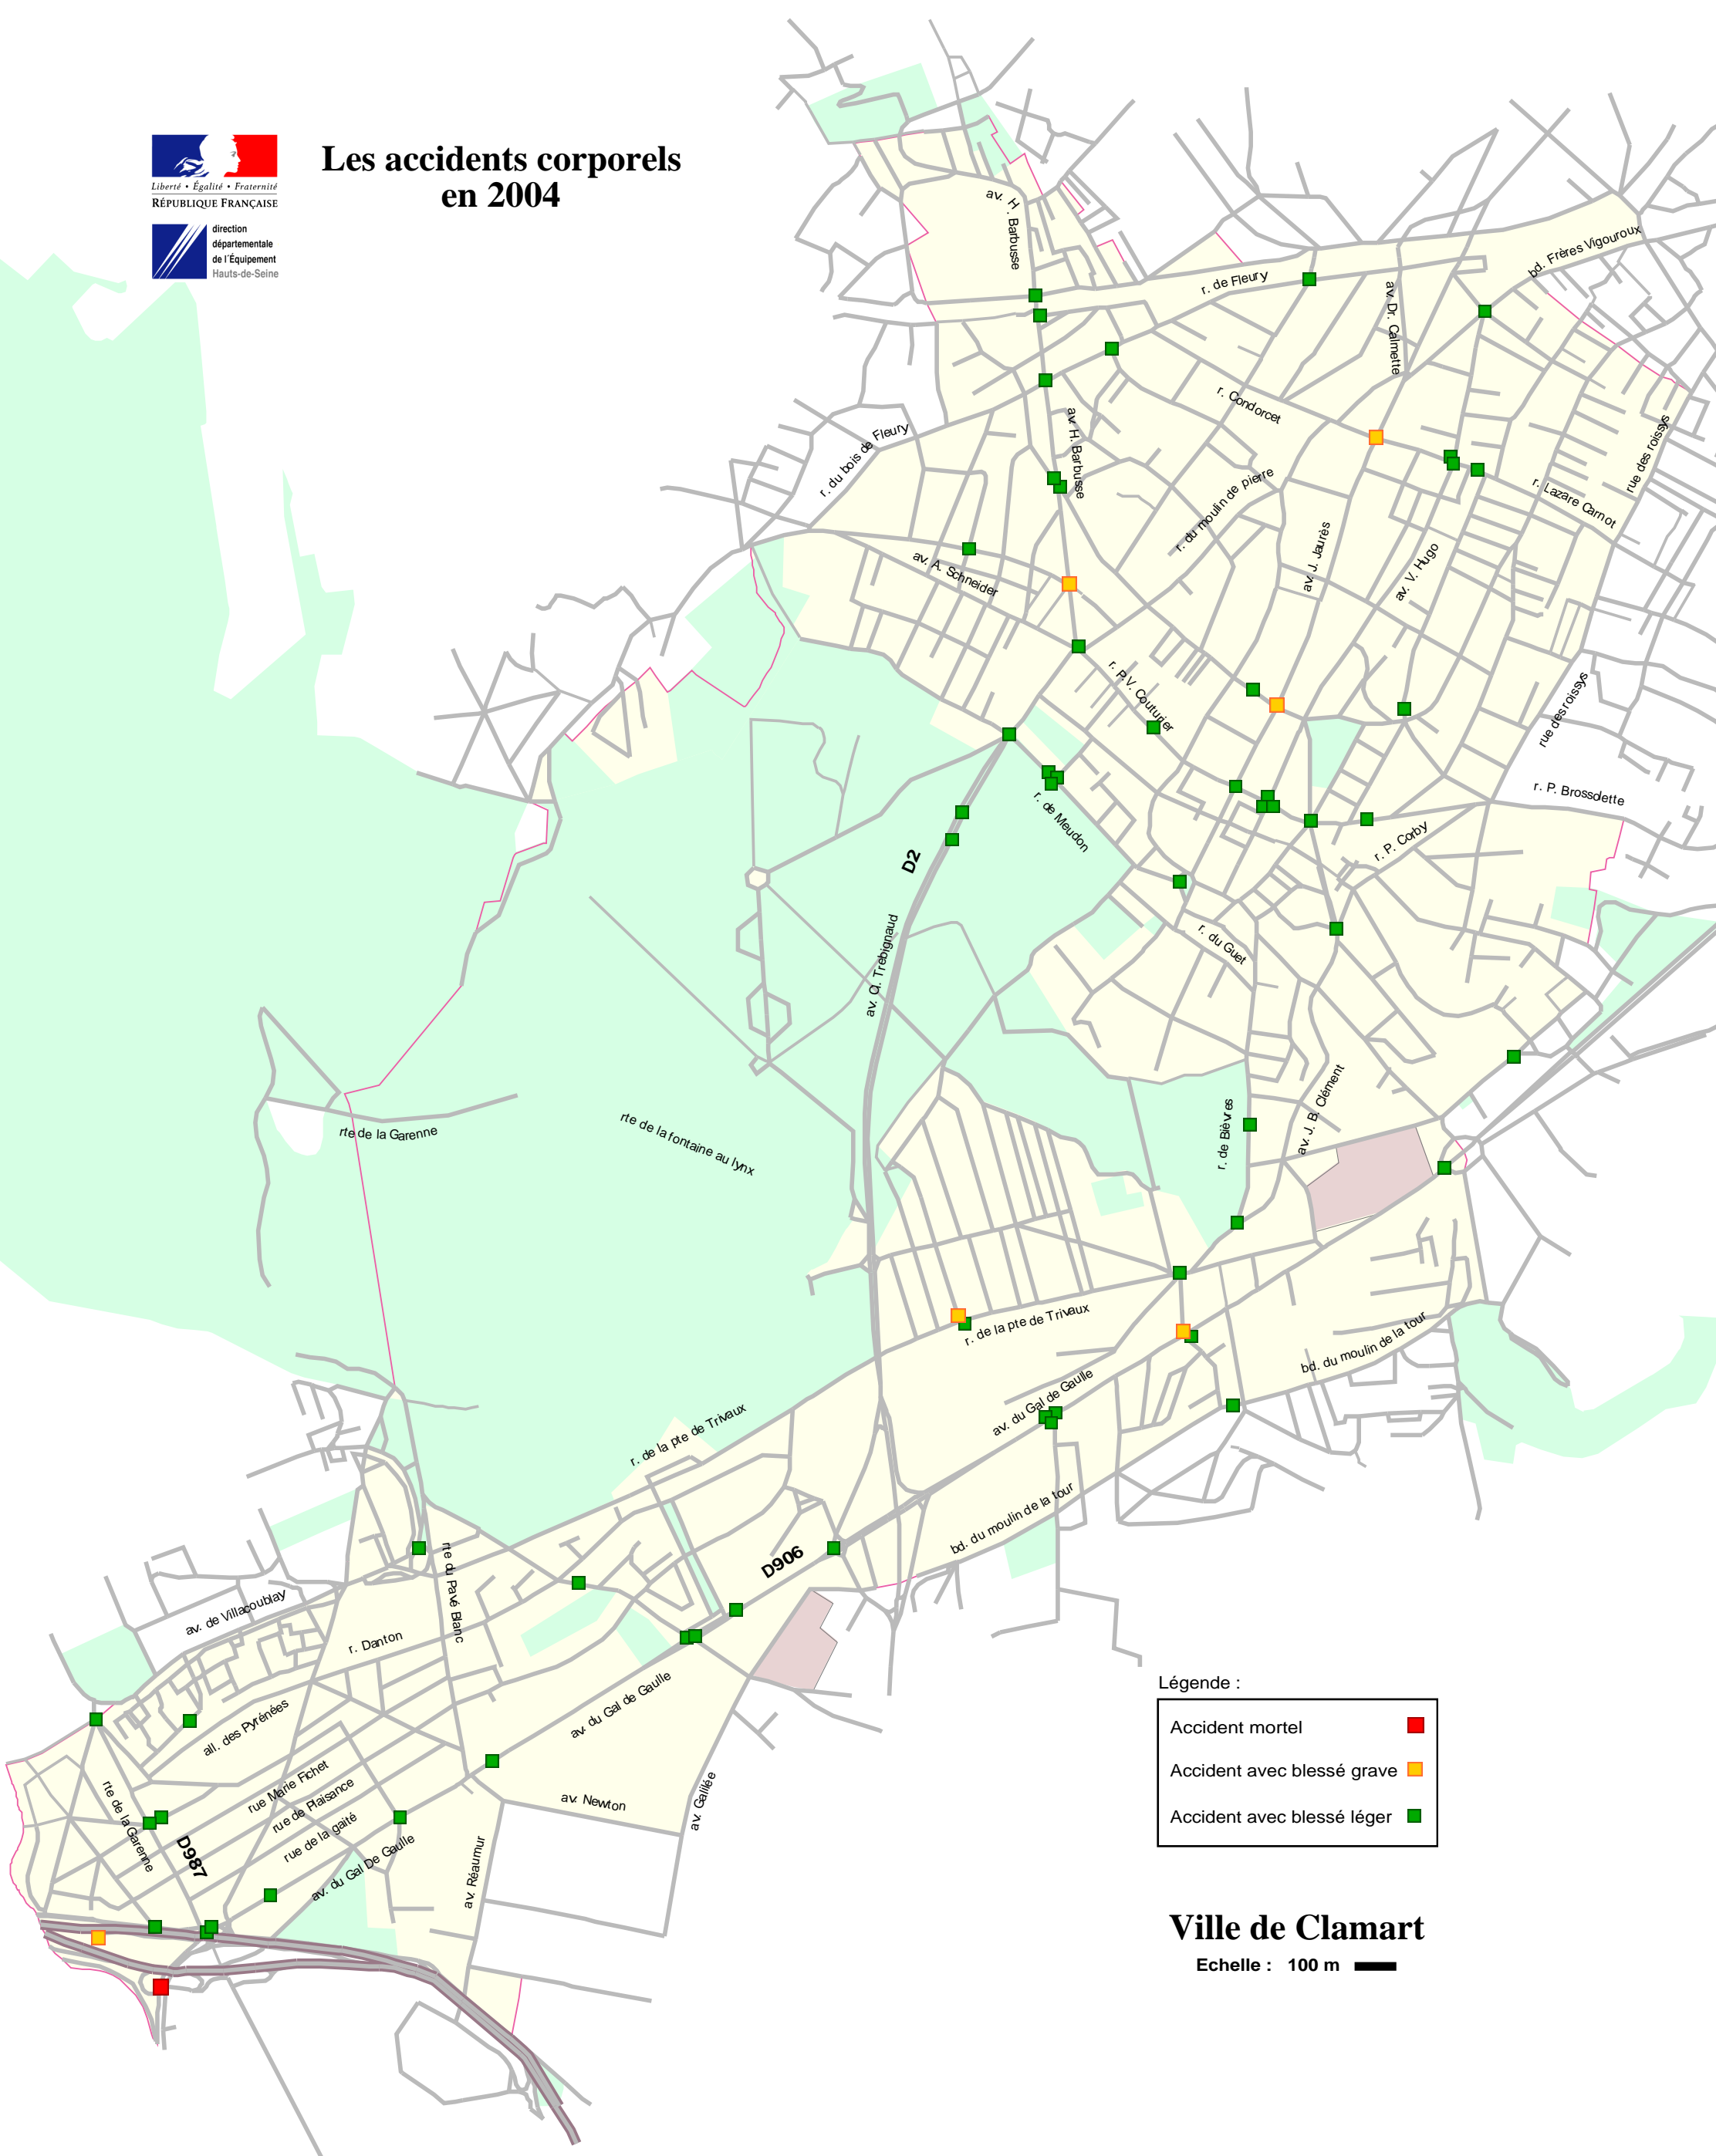 Liberté • Égalité • Fraternité
RÉPUBLIQUE FRANÇAISE
direction
départementale
de l'Équipement
Hauts-de-Seine
Les accidents corporels
en 2004
av. H. Barbusse
r. de Fleury
bd. Frères Vigouroux
av. Dr. Calmette
r. Condorcet
r. du bois de Fleury
av. H. Barbusse
rue des roissys
r. Lazare Carnot
r. du moulin de pierre
av. J. Jaurès
av. V. Hugo
av. A. Schneider
r. P.V. Couturier
rue des roissys
r. P. Brossolette
r. de Meudon
r. P. Corby
D2
av. Cl. Trebignaud
r. du Guet
rte de la Garenne
rte de la fontaine au lynx
r. de Bièvres
av. J. B. Clément
r. de la pte de Trivaux
bd. du moulin de la tour
av. du Gal de Gaulle
r. de la pte de Trivaux
bd. du moulin de la tour
D906
rte du Pavé Blanc
av. de Villacoublay
r. Danton
av. du Gal de Gaulle
all. des Pyrénées
rue Marie Fichet
rue de Plaisance
rue de la gaité
av. du Gal De Gaulle
rte de la Garenne
D987
av. Newton
av. Galilée
av. Réaumur
Légende :
Accident mortel
Accident avec blessé grave
Accident avec blessé léger
Ville de Clamart
Echelle : 100 m